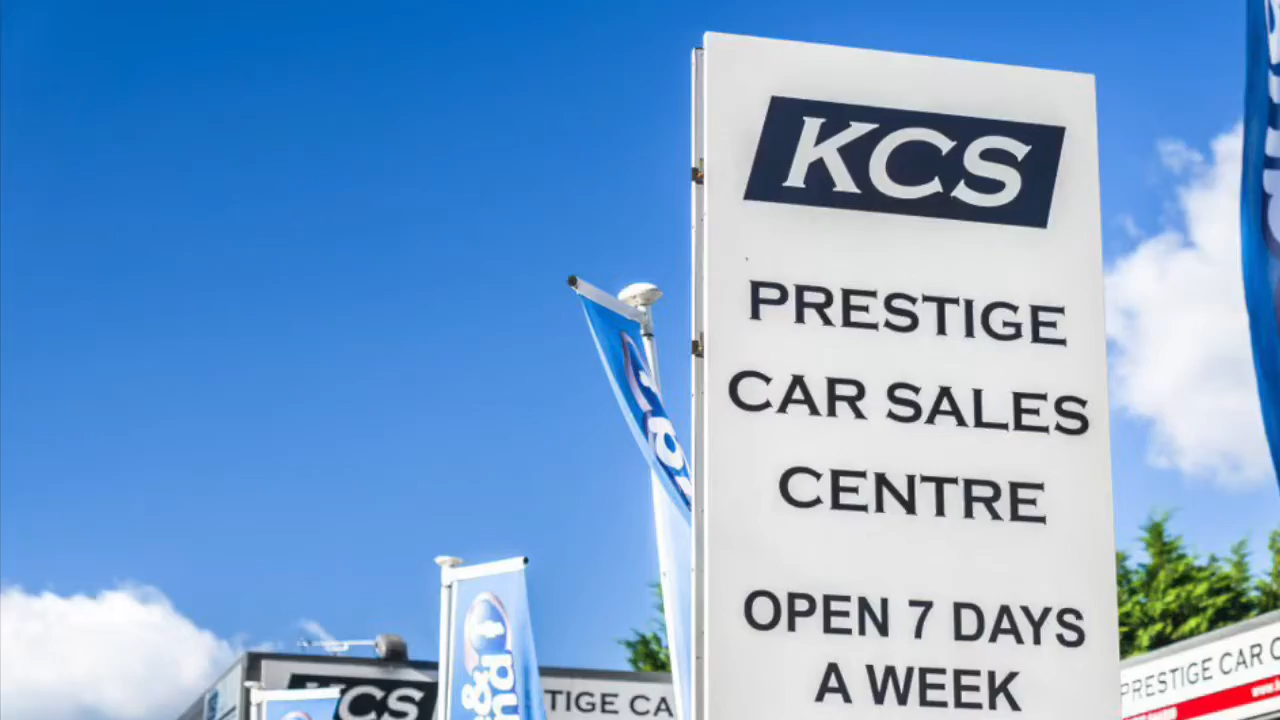 KCS
PRESTIGE
CAR SALES
CENTRE
OPEN 7 DAYS
A WEEK
KCS
TIGE CA
PRESTIGE CAR C